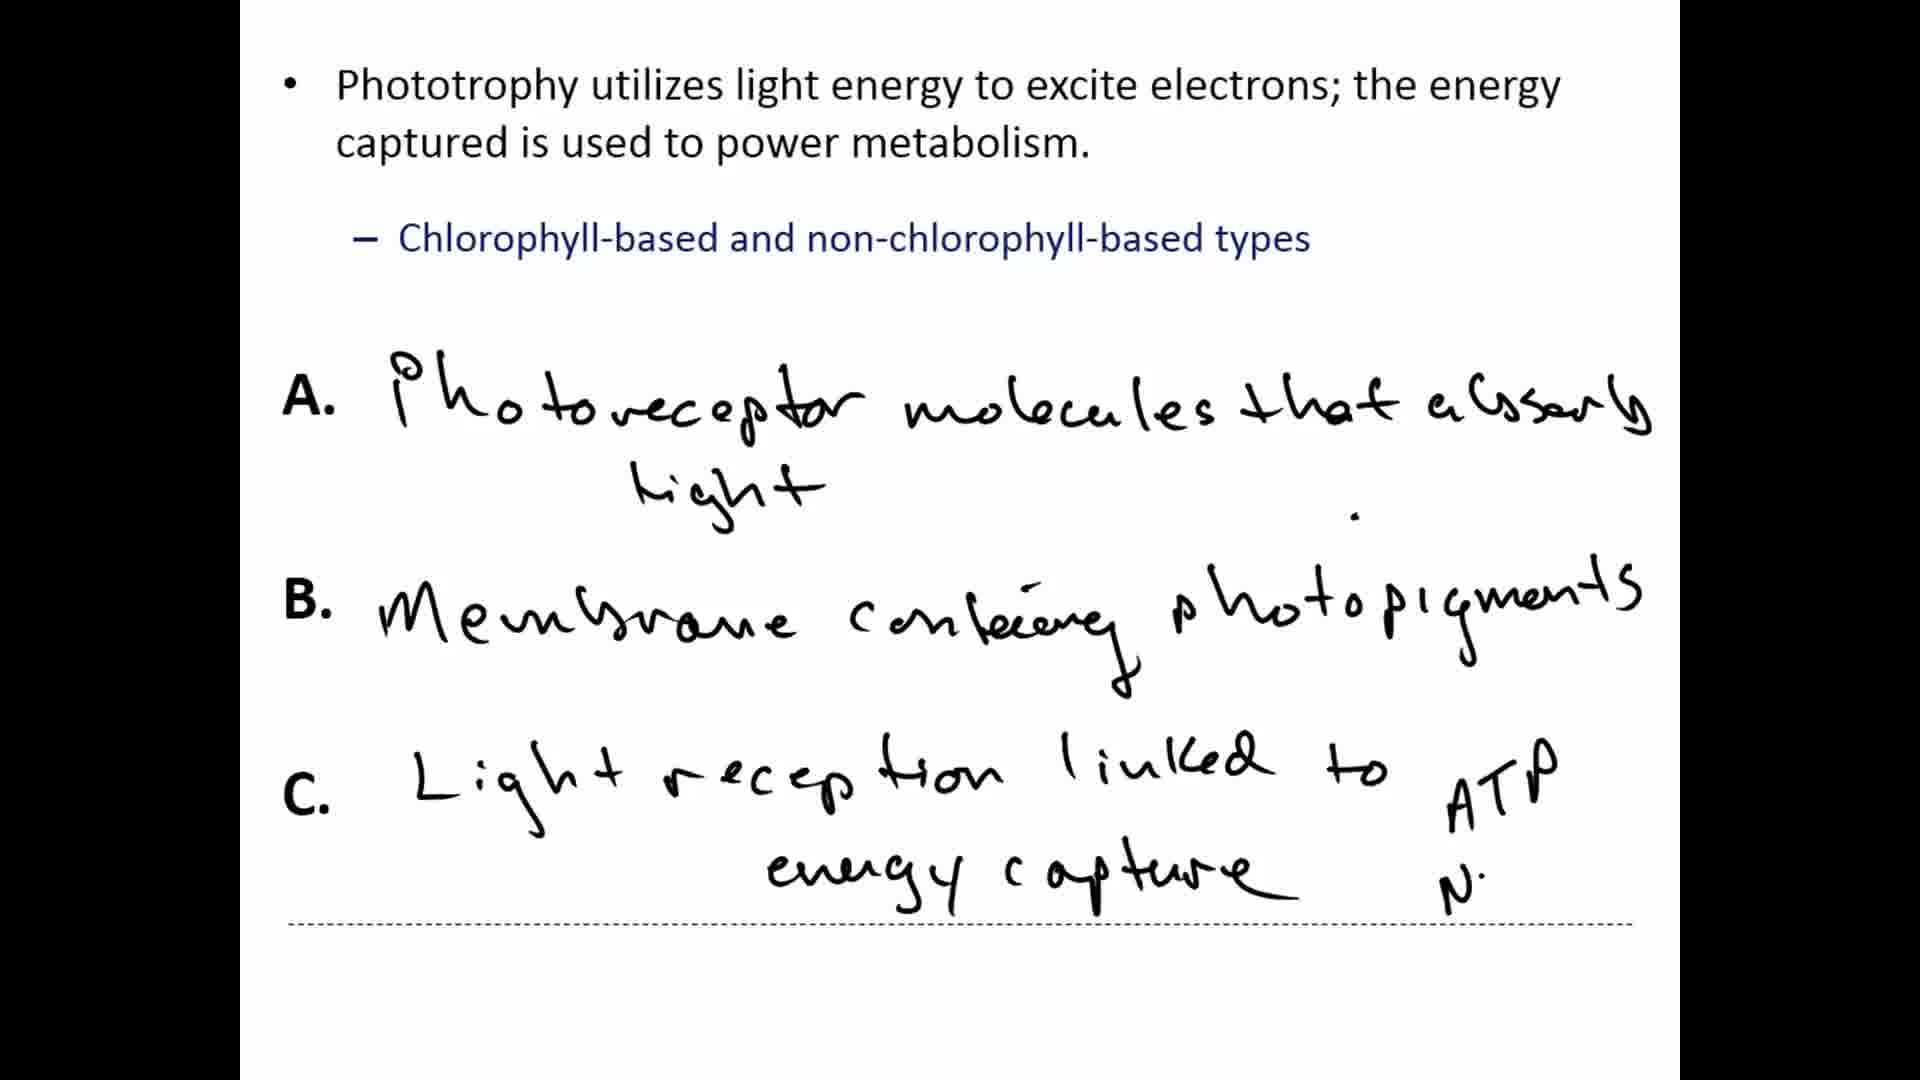 • Phototrophy utilizes light energy to excite electrons; the energy
captured is used to power metabolism.
– Chlorophyll-based and non-chlorophyll-based types
A. Photoreceptor molecules that absorb
light
B. Membrane containing photopigments
C. Light reception linked to ATP
energy capture N